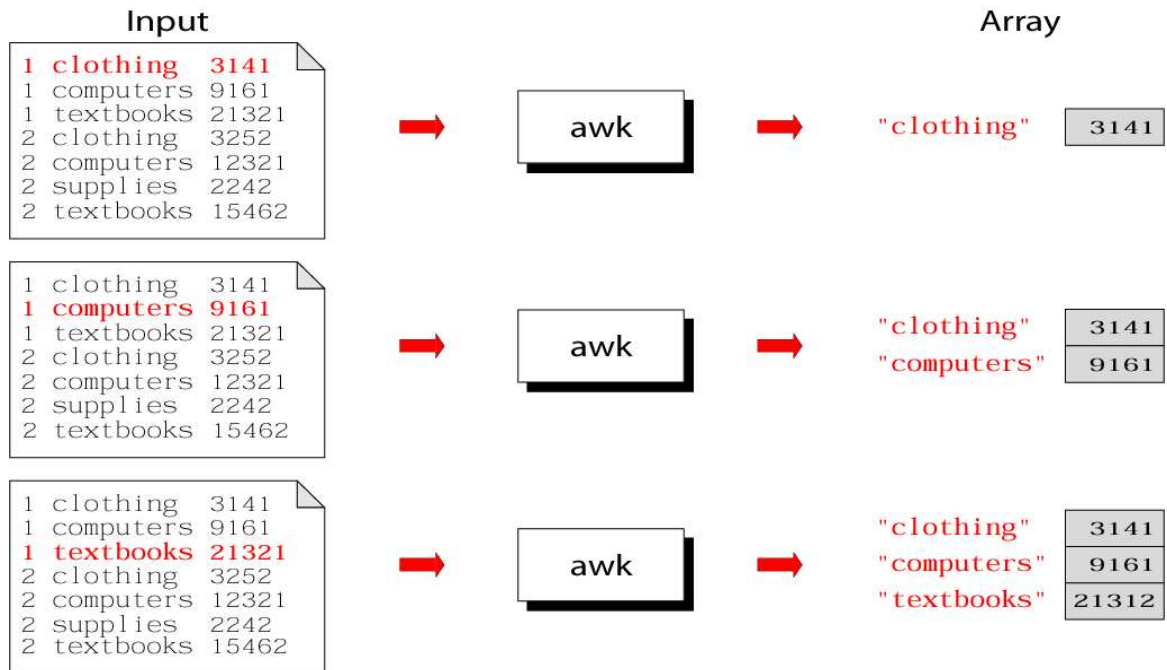 Input
Array
1 clothing 3141
1 computers 9161
1 textbooks 21321
2 clothing 3252
2 computers 12321
2 supplies 2242
2 textbooks 15462
awk
"clothing" 3141
1 clothing 3141
1 computers 9161
1 textbooks 21321
2 clothing 3252
2 computers 12321
2 supplies 2242
2 textbooks 15462
awk
"clothing" 3141
"computers" 9161
1 clothing 3141
1 computers 9161
1 textbooks 21321
2 clothing 3252
2 computers 12321
2 supplies 2242
2 textbooks 15462
awk
"clothing" 3141
"computers" 9161
"textbooks" 21312